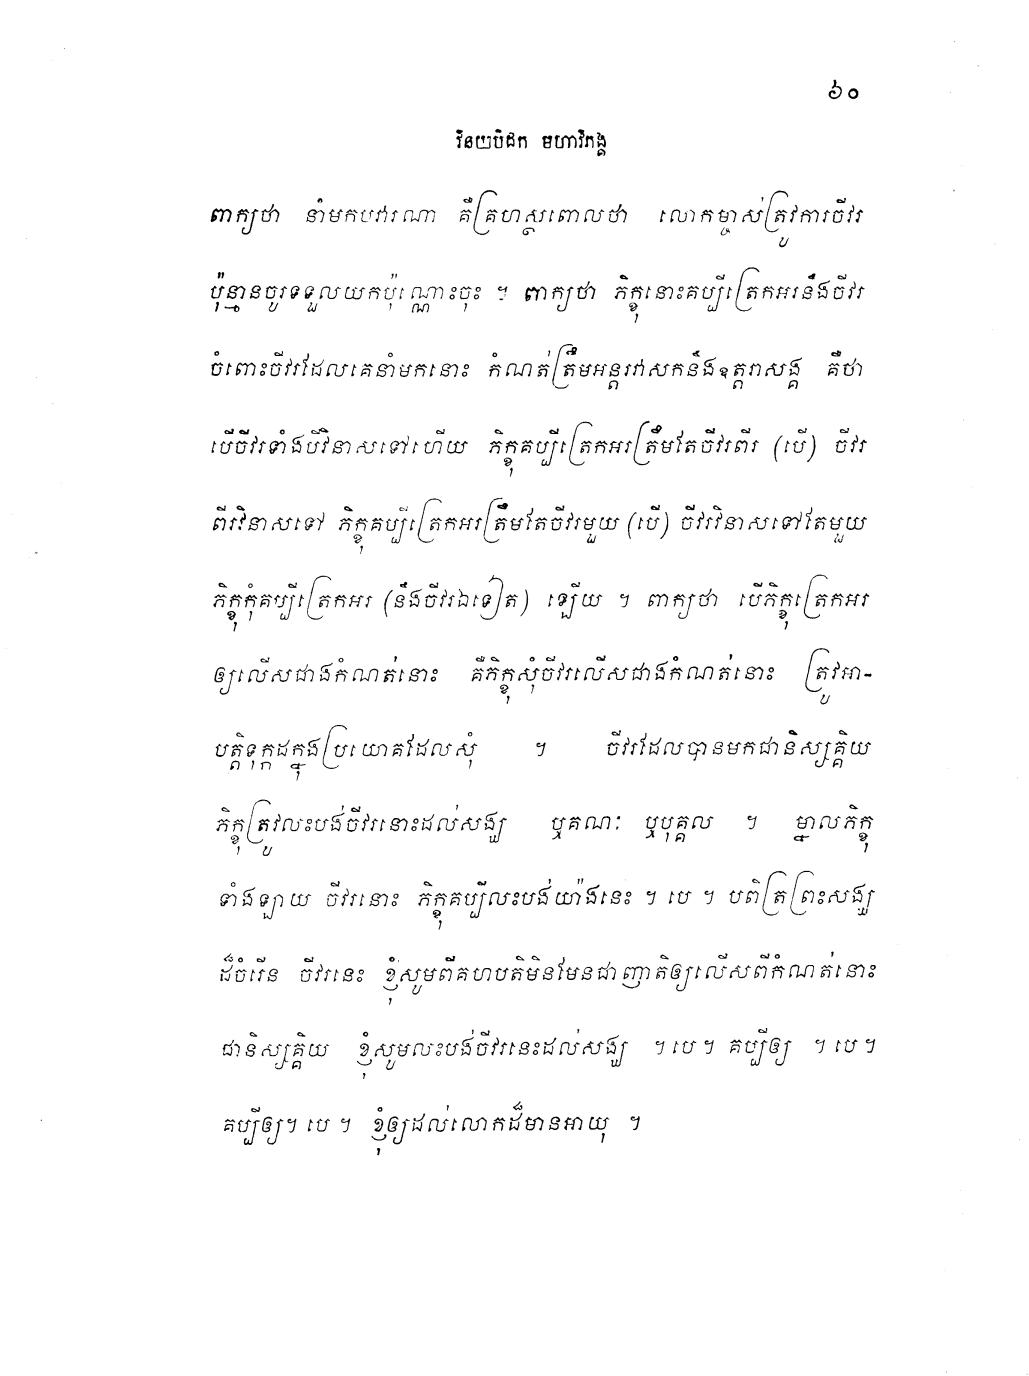 ៦០
វិនយបិដក មហាវិភង្គ
ពាក្យថា នាំមកបវារណា គឺគ្រហស្ថពោលថា លោកម្ចាស់ត្រូវការចីវរ
ប៉ុន្មានចូរទទួលយកប៉ុណ្ណោះចុះ ។ ពាក្យថា ភិក្ខុនោះគប្បីត្រេកអរនឹងចីវរ
ចំពោះចីវរដែលគេនាំមកនោះ កំណត់ត្រឹមអន្តរវាសកនឹងឧត្តរាសង្គ គឺថា
បើចីវរទាំងបីវិនាសទៅហើយ ភិក្ខុគប្បីត្រេកអរត្រឹមតែចីវរពីរ (បើ) ចីវរ
ពីរវិនាសទៅ ភិក្ខុគប្បីត្រេកអរត្រឹមតែចីវរមួយ (បើ) ចីវរវិនាសទៅតែមួយ
ភិក្ខុកុំគប្បីត្រេកអរ (នឹងចីវរឯទៀត) ឡើយ ។ ពាក្យថា បើភិក្ខុត្រេកអរ
ឲ្យលើសជាងកំណត់នោះ គឺភិក្ខុសុំចីវរលើសជាងកំណត់នោះ ត្រូវអា-
បត្តិទុក្កដក្នុងប្រយោគដែលសុំ ។ ចីវរដែលបានមកជានិស្សគ្គិយ
ភិក្ខុត្រូវលះបង់ចីវរនោះដល់សង្ឃ ឬគណៈ ឬបុគ្គល ។ ម្នាលភិក្ខុ
ទាំងឡាយ ចីវរនោះ ភិក្ខុគប្បីលះបង់យ៉ាងនេះ ។ បេ ។ បពិត្រព្រះសង្ឃ
ដ៏ចំរើន ចីវរនេះ ខ្ញុំសូមពីគហបតិមិនមែនជាញាតិឲ្យលើសពីកំណត់នោះ
ជានិស្សគ្គិយ ខ្ញុំសូមលះបង់ចីវរនេះដល់សង្ឃ ។ បេ ។ គប្បីឲ្យ ។ បេ ។
គប្បីឲ្យ។ បេ ។ ខ្ញុំឲ្យដល់លោកដ៏មានអាយុ ។